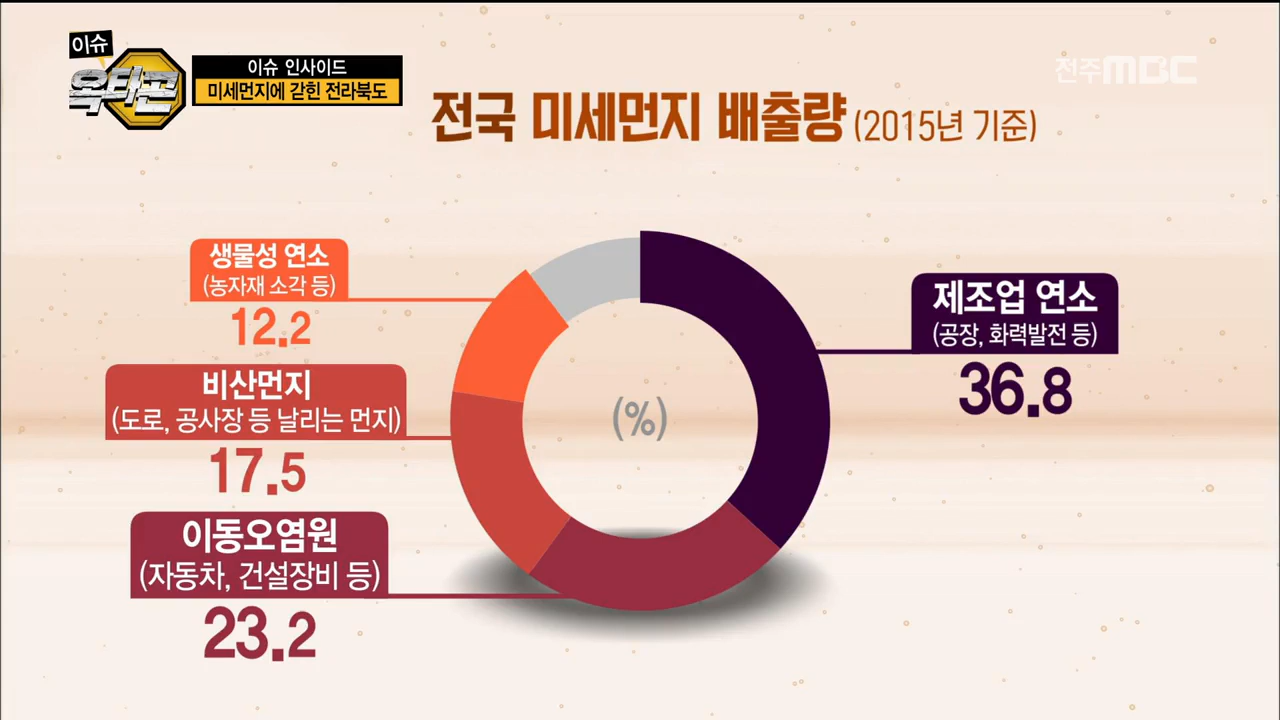 이슈
옥타곤
이슈 인사이드
미세먼지에 갇힌 전라북도
전주MBC
전국 미세먼지 배출량 (2015년 기준)
생물성 연소
(농자재 소각 등)
12.2
비산먼지
(도로, 공사장 등 날리는 먼지)
17.5
이동오염원
(자동차, 건설장비 등)
23.2
(%)
제조업 연소
(공장, 화력발전 등)
36.8